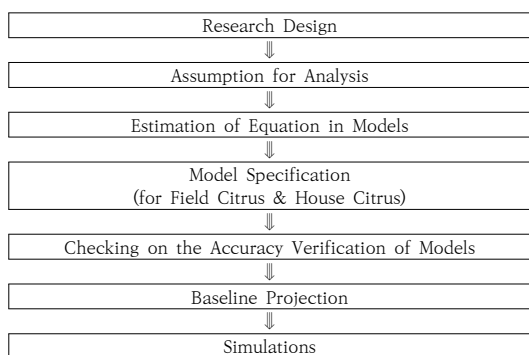 Research Design
⇓
Assumption for Analysis
⇓
Estimation of Equation in Models
⇓
Model Specification
(for Field Citrus & House Citrus)
⇓
Checking on the Accuracy Verification of Models
⇓
Baseline Projection
⇓
Simulations